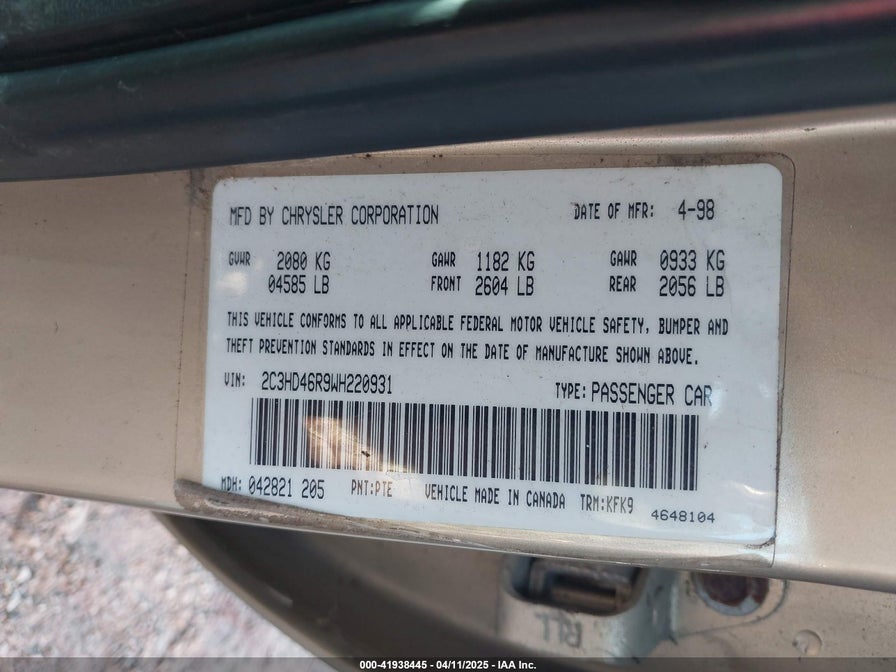 MFD BY CHRYSLER CORPORATION DATE OF MFR: 4-98
GVWR 2080 KG GAWR 1182 KG GAWR 0933 KG
04585 LB FRONT 2604 LB REAR 2056 LB
THIS VEHICLE CONFORMS TO ALL APPLICABLE FEDERAL MOTOR VEHICLE SAFETY, BUMPER AND
THEFT PREVENTION STANDARDS IN EFFECT ON THE DATE OF MANUFACTURE SHOWN ABOVE.
VIN: 2C3HD46R9WH220931 TYPE: PASSENGER CAR
MDH: 042821 205 PNT:PTE VEHICLE MADE IN CANADA TRM:KFK9
4648104
RLL
000-41938445 - 04/11/2025 - IAA Inc.